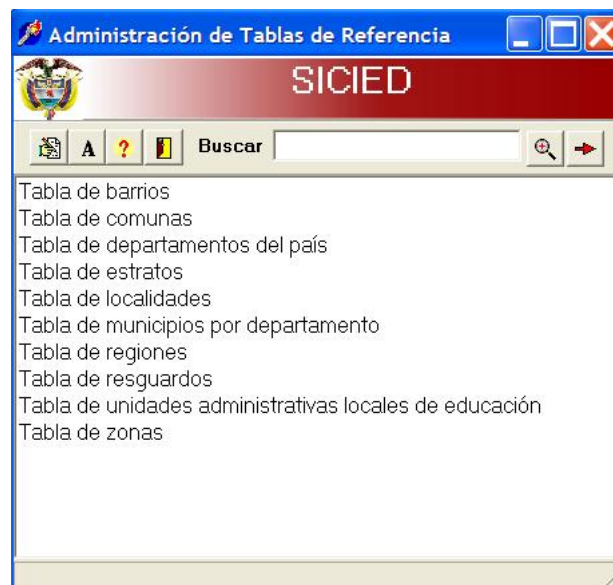 Administración de Tablas de Referencia
SICIED
A ? Buscar
Tabla de barrios
Tabla de comunas
Tabla de departamentos del país
Tabla de estratos
Tabla de localidades
Tabla de municipios por departamento
Tabla de regiones
Tabla de resguardos
Tabla de unidades administrativas locales de educación
Tabla de zonas